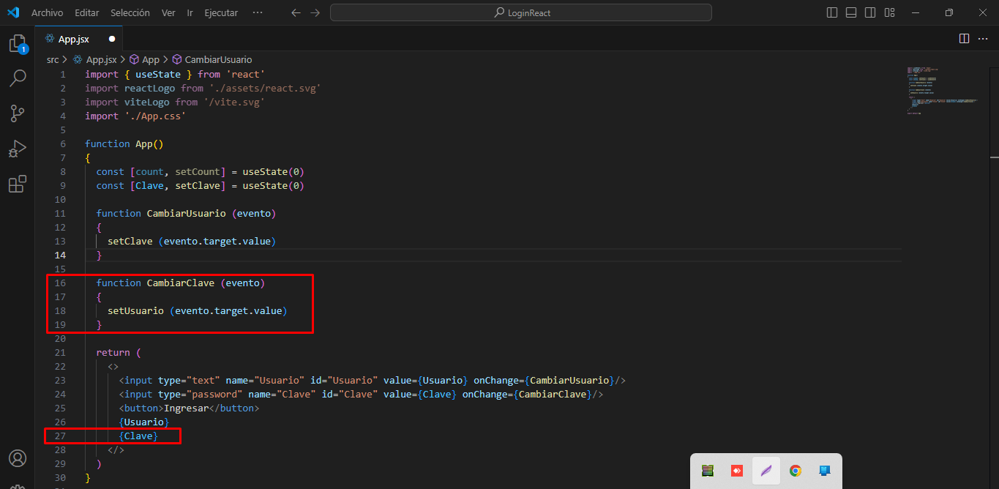 Archivo Editar Selección Ver Ir Ejecutar ··· LoginReact
App.jsx
1
src > App.jsx > App > CambiarUsuario
1 import { useState } from 'react'
2 import reactLogo from './assets/react.svg'
3 import viteLogo from '/vite.svg'
4 import './App.css'
5
6 function App()
7 {
8 const [count, setCount] = useState(0)
9 const [Clave, setClave] = useState(0)
10
11 function CambiarUsuario (evento)
12 {
13 setClave (evento.target.value)
14 }
15
16 function CambiarClave (evento)
17 {
18 setUsuario (evento.target.value)
19 }
20
21 return (
22 <>
23 <input type="text" name="Usuario" id="Usuario" value={Usuario} onChange={CambiarUsuario}/>
24 <input type="password" name="Clave" id="Clave" value={Clave} onChange={CambiarClave}/>
25 <button>Ingresar</button>
26 {Usuario}
27 {Clave}
28 </>
29 )
30 }